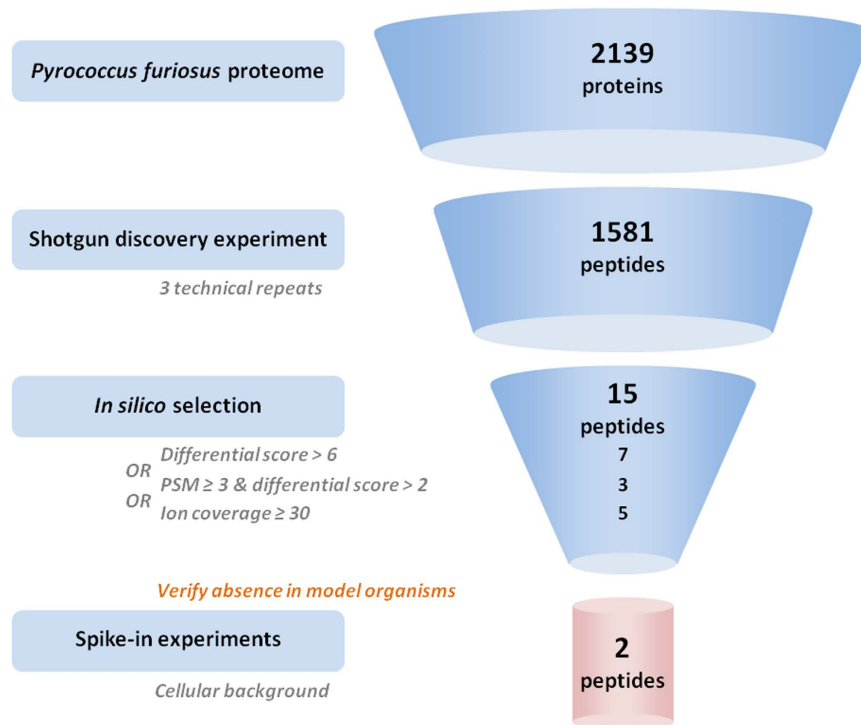 Pyrococcus furiosus proteome
2139
proteins
Shotgun discovery experiment
3 technical repeats
1581
peptides
In silico selection
15
peptides
Differential score > 6
7
OR
PSM ≥ 3 & differential score > 2
3
OR
Ion coverage ≥ 30
5
Verify absence in model organisms
Spike-in experiments
Cellular background
2
peptides